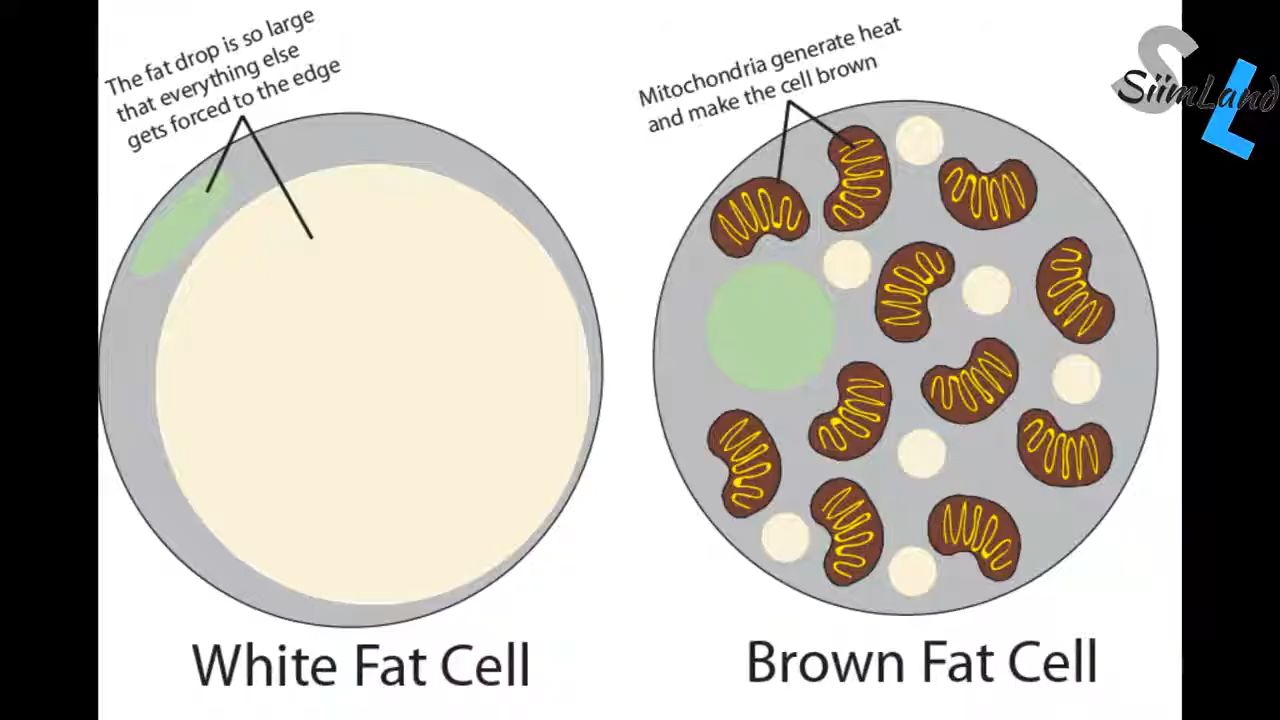 The fat drop is so large
that everything else
gets forced to the edge
Mitochondria generate heat
and make the cell brown
SL
SiimLand
White Fat Cell
Brown Fat Cell